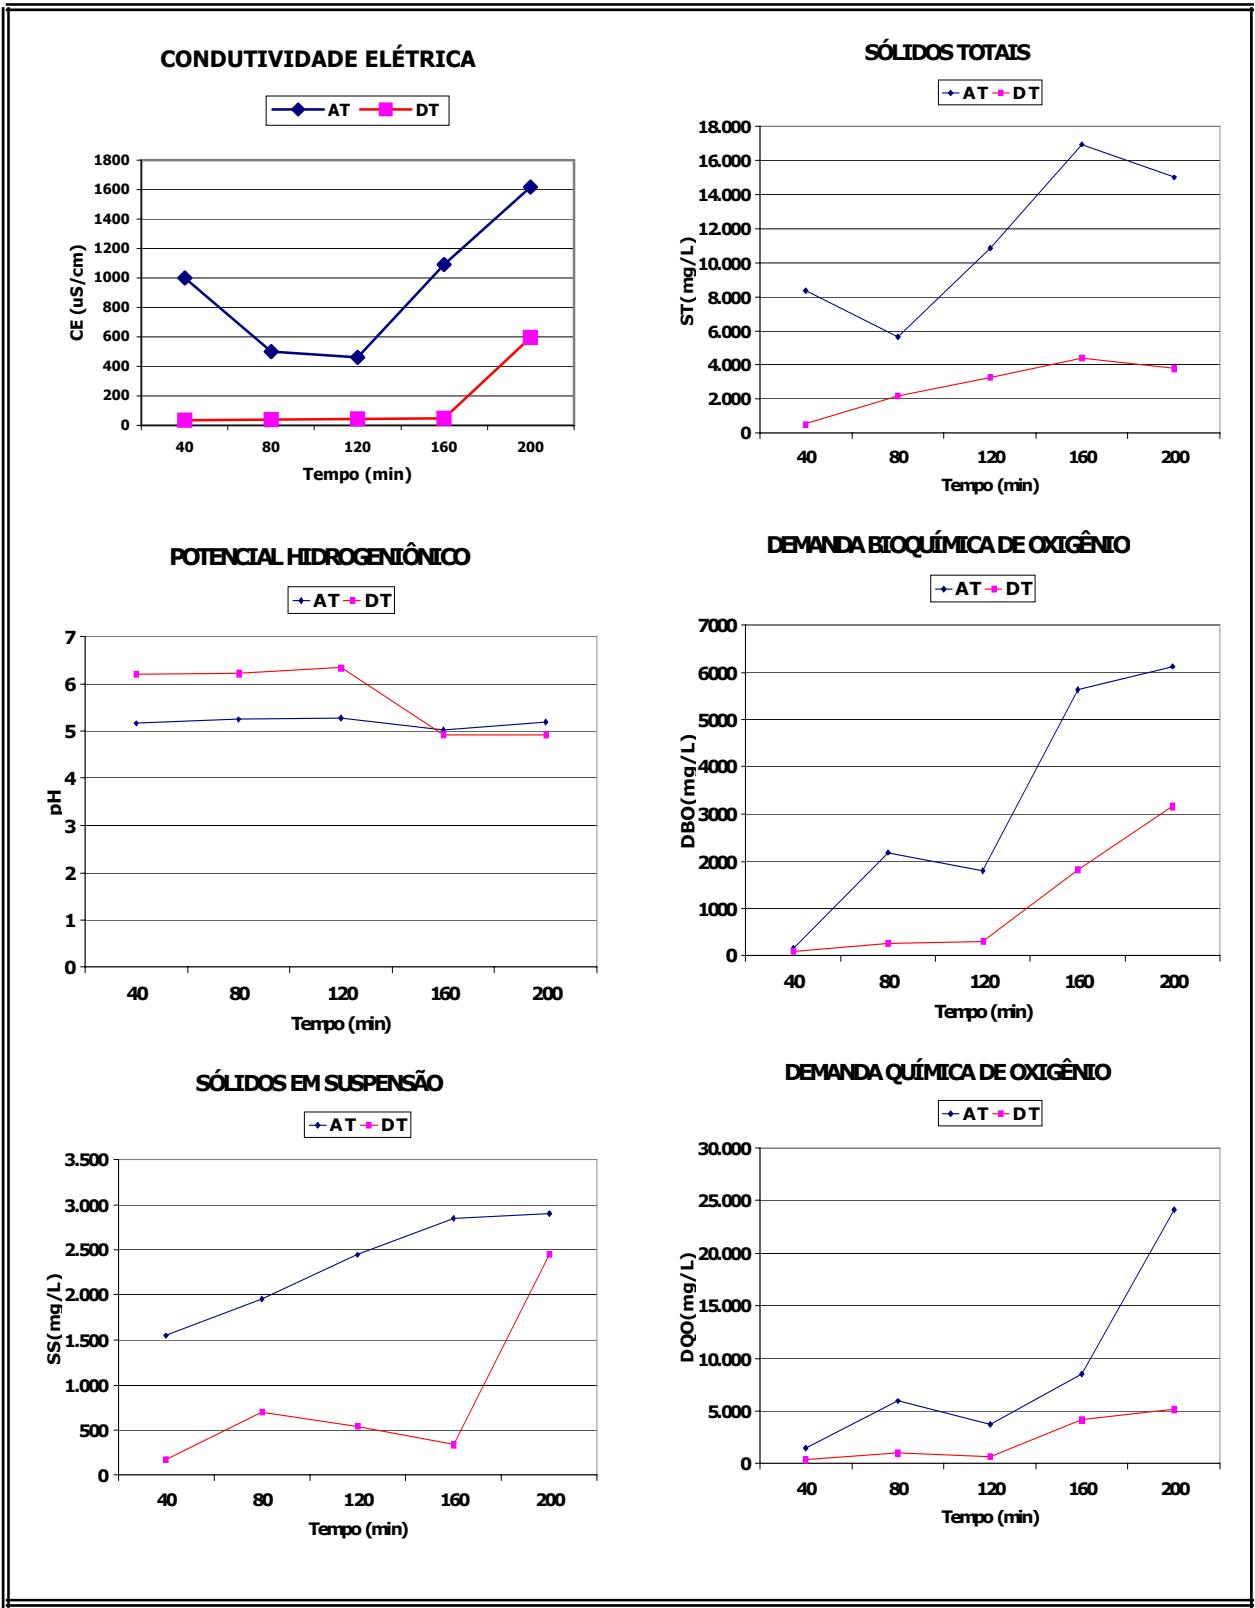 CONDUTIVIDADE ELÉTRICA
AT DT
1800
1600
1400
1200
1000
800
600
400
200
0
CE (uS/cm)
40 80 120 160 200
Tempo (min)
SÓLIDOS TOTAIS
AT DT
18.000
16.000
14.000
12.000
10.000
8.000
6.000
4.000
2.000
0
ST(mg/L)
40 80 120 160 200
Tempo (min)
POTENCIAL HIDROGENIÔNICO
AT DT
7
6
5
4
3
2
1
0
pH
40 80 120 160 200
Tempo (min)
DEMANDA BIOQUÍMICA DE OXIGÊNIO
AT DT
7000
6000
5000
4000
3000
2000
1000
0
DBO(mg/L)
40 80 120 160 200
Tempo (min)
SÓLIDOS EM SUSPENSÃO
AT DT
3.500
3.000
2.500
2.000
1.500
1.000
500
0
SS(mg/L)
40 80 120 160 200
Tempo (min)
DEMANDA QUÍMICA DE OXIGÊNIO
AT DT
30.000
25.000
20.000
15.000
10.000
5.000
0
DQO(mg/L)
40 80 120 160 200
Tempo (min)